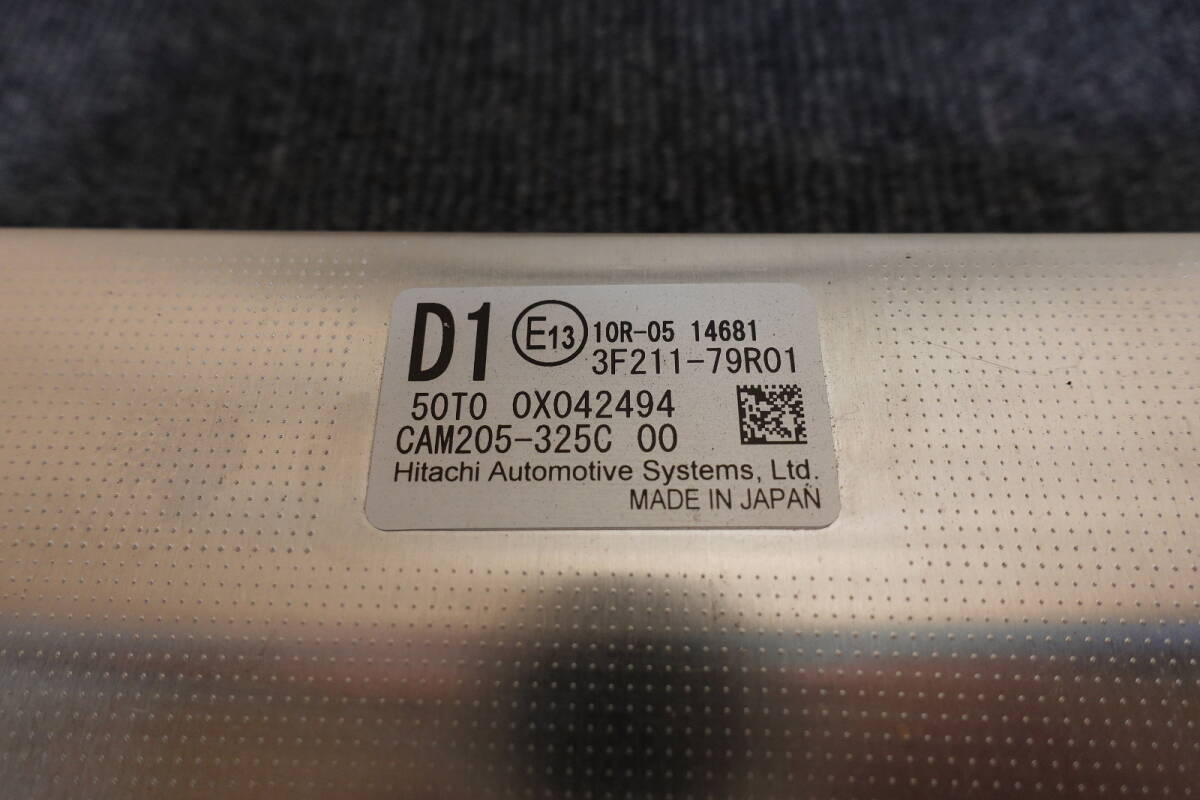 D1 E13 10R-05 14681
3F211-79R01
50T0 0X042494
CAM205-325C 00
Hitachi Automotive Systems, Ltd.
MADE IN JAPAN